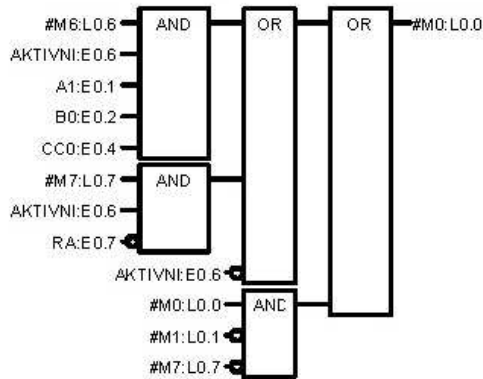 #M6:L0.6 AND OR OR #M0:L0.0
AKTIVNI:E0.6
A1:E0.1
B0:E0.2
CC0:E0.4
#M7:L0.7 AND
AKTIVNI:E0.6
RA:E0.7
AKTIVNI:E0.6
#M0:L0.0 AND
#M1:L0.1
#M7:L0.7